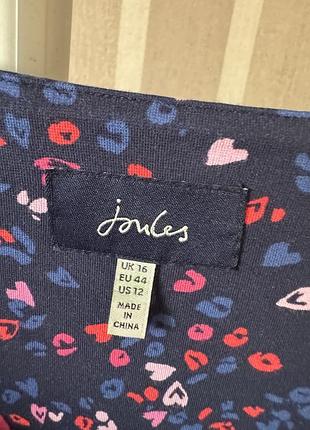 Joules
UK 16
EU 44
US 12
MADE
IN
CHINA